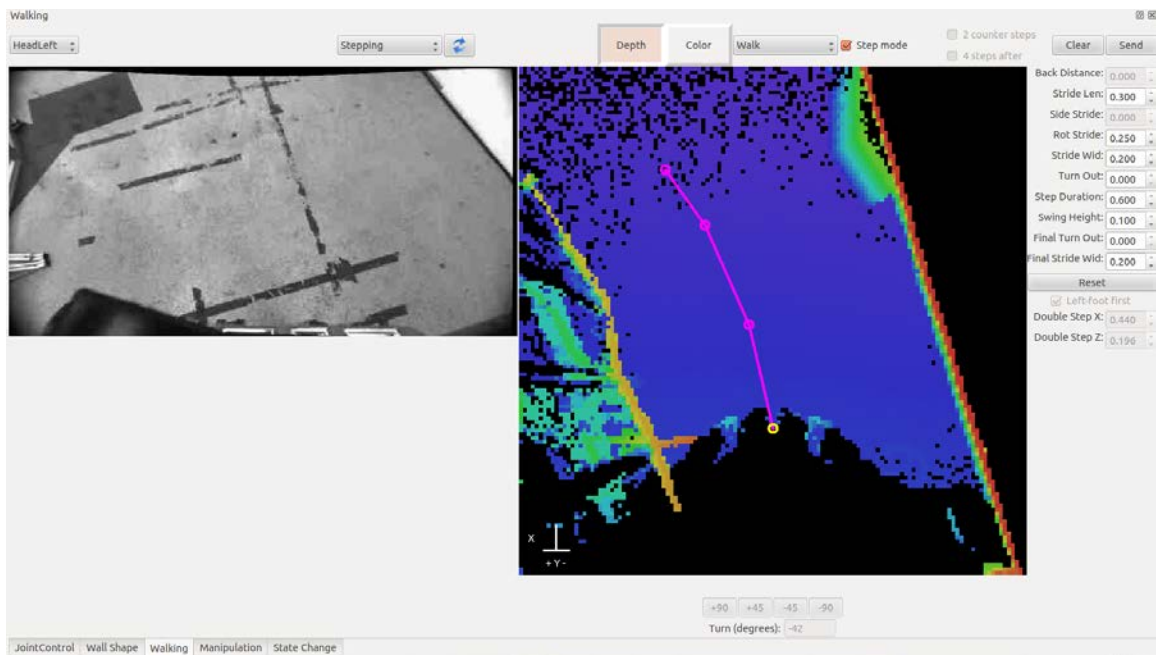 Walking
HeadLeft
Stepping
Depth
Color
Walk
Step mode
2 counter steps
4 steps after
Clear
Send
Back Distance: 0.000
Stride Len: 0.300
Side Stride: 0.000
Rot Stride: 0.250
Stride Wid: 0.200
Turn Out: 0.000
Step Duration: 0.600
Swing Height: 0.100
Final Turn Out: 0.000
Final Stride Wid: 0.200
Reset
Left-foot first
Double Step X: 0.440
Double Step Z: 0.196
X
+ Y -
+90 +45 -45 -90
Turn (degrees): -42
JointControl Wall Shape Walking Manipulation State Change